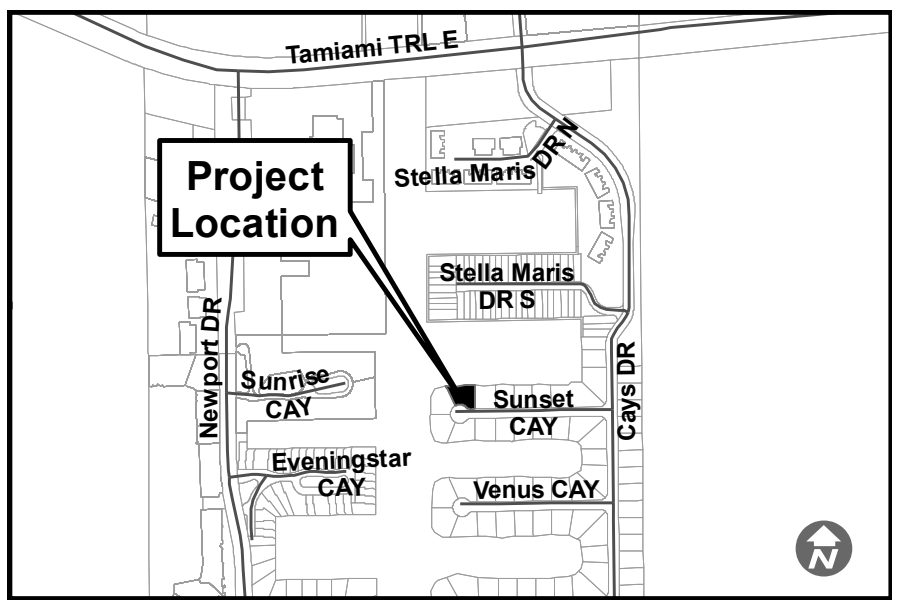 Tamiami TRL E
Project
Location
Stella Maris
DR N
Stella Maris
DR S
Newport DR
Cays DR
Sunrise
CAY
Sunset
CAY
Eveningstar
CAY
Venus CAY
N